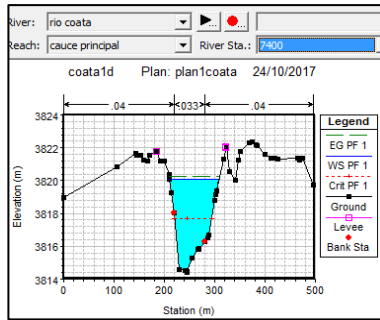 River: rio coata
Reach: cauce principal River Sta.: 7400
coata1d Plan: plan1coata 24/10/2017
.04 .033 .04
Legend
EG PF 1
WS PF 1
Crit PF 1
Ground
Levee
Bank Sta
Elevation (m)
3824
3822
3820
3818
3816
3814
0 100 200 300 400 500
Station (m)